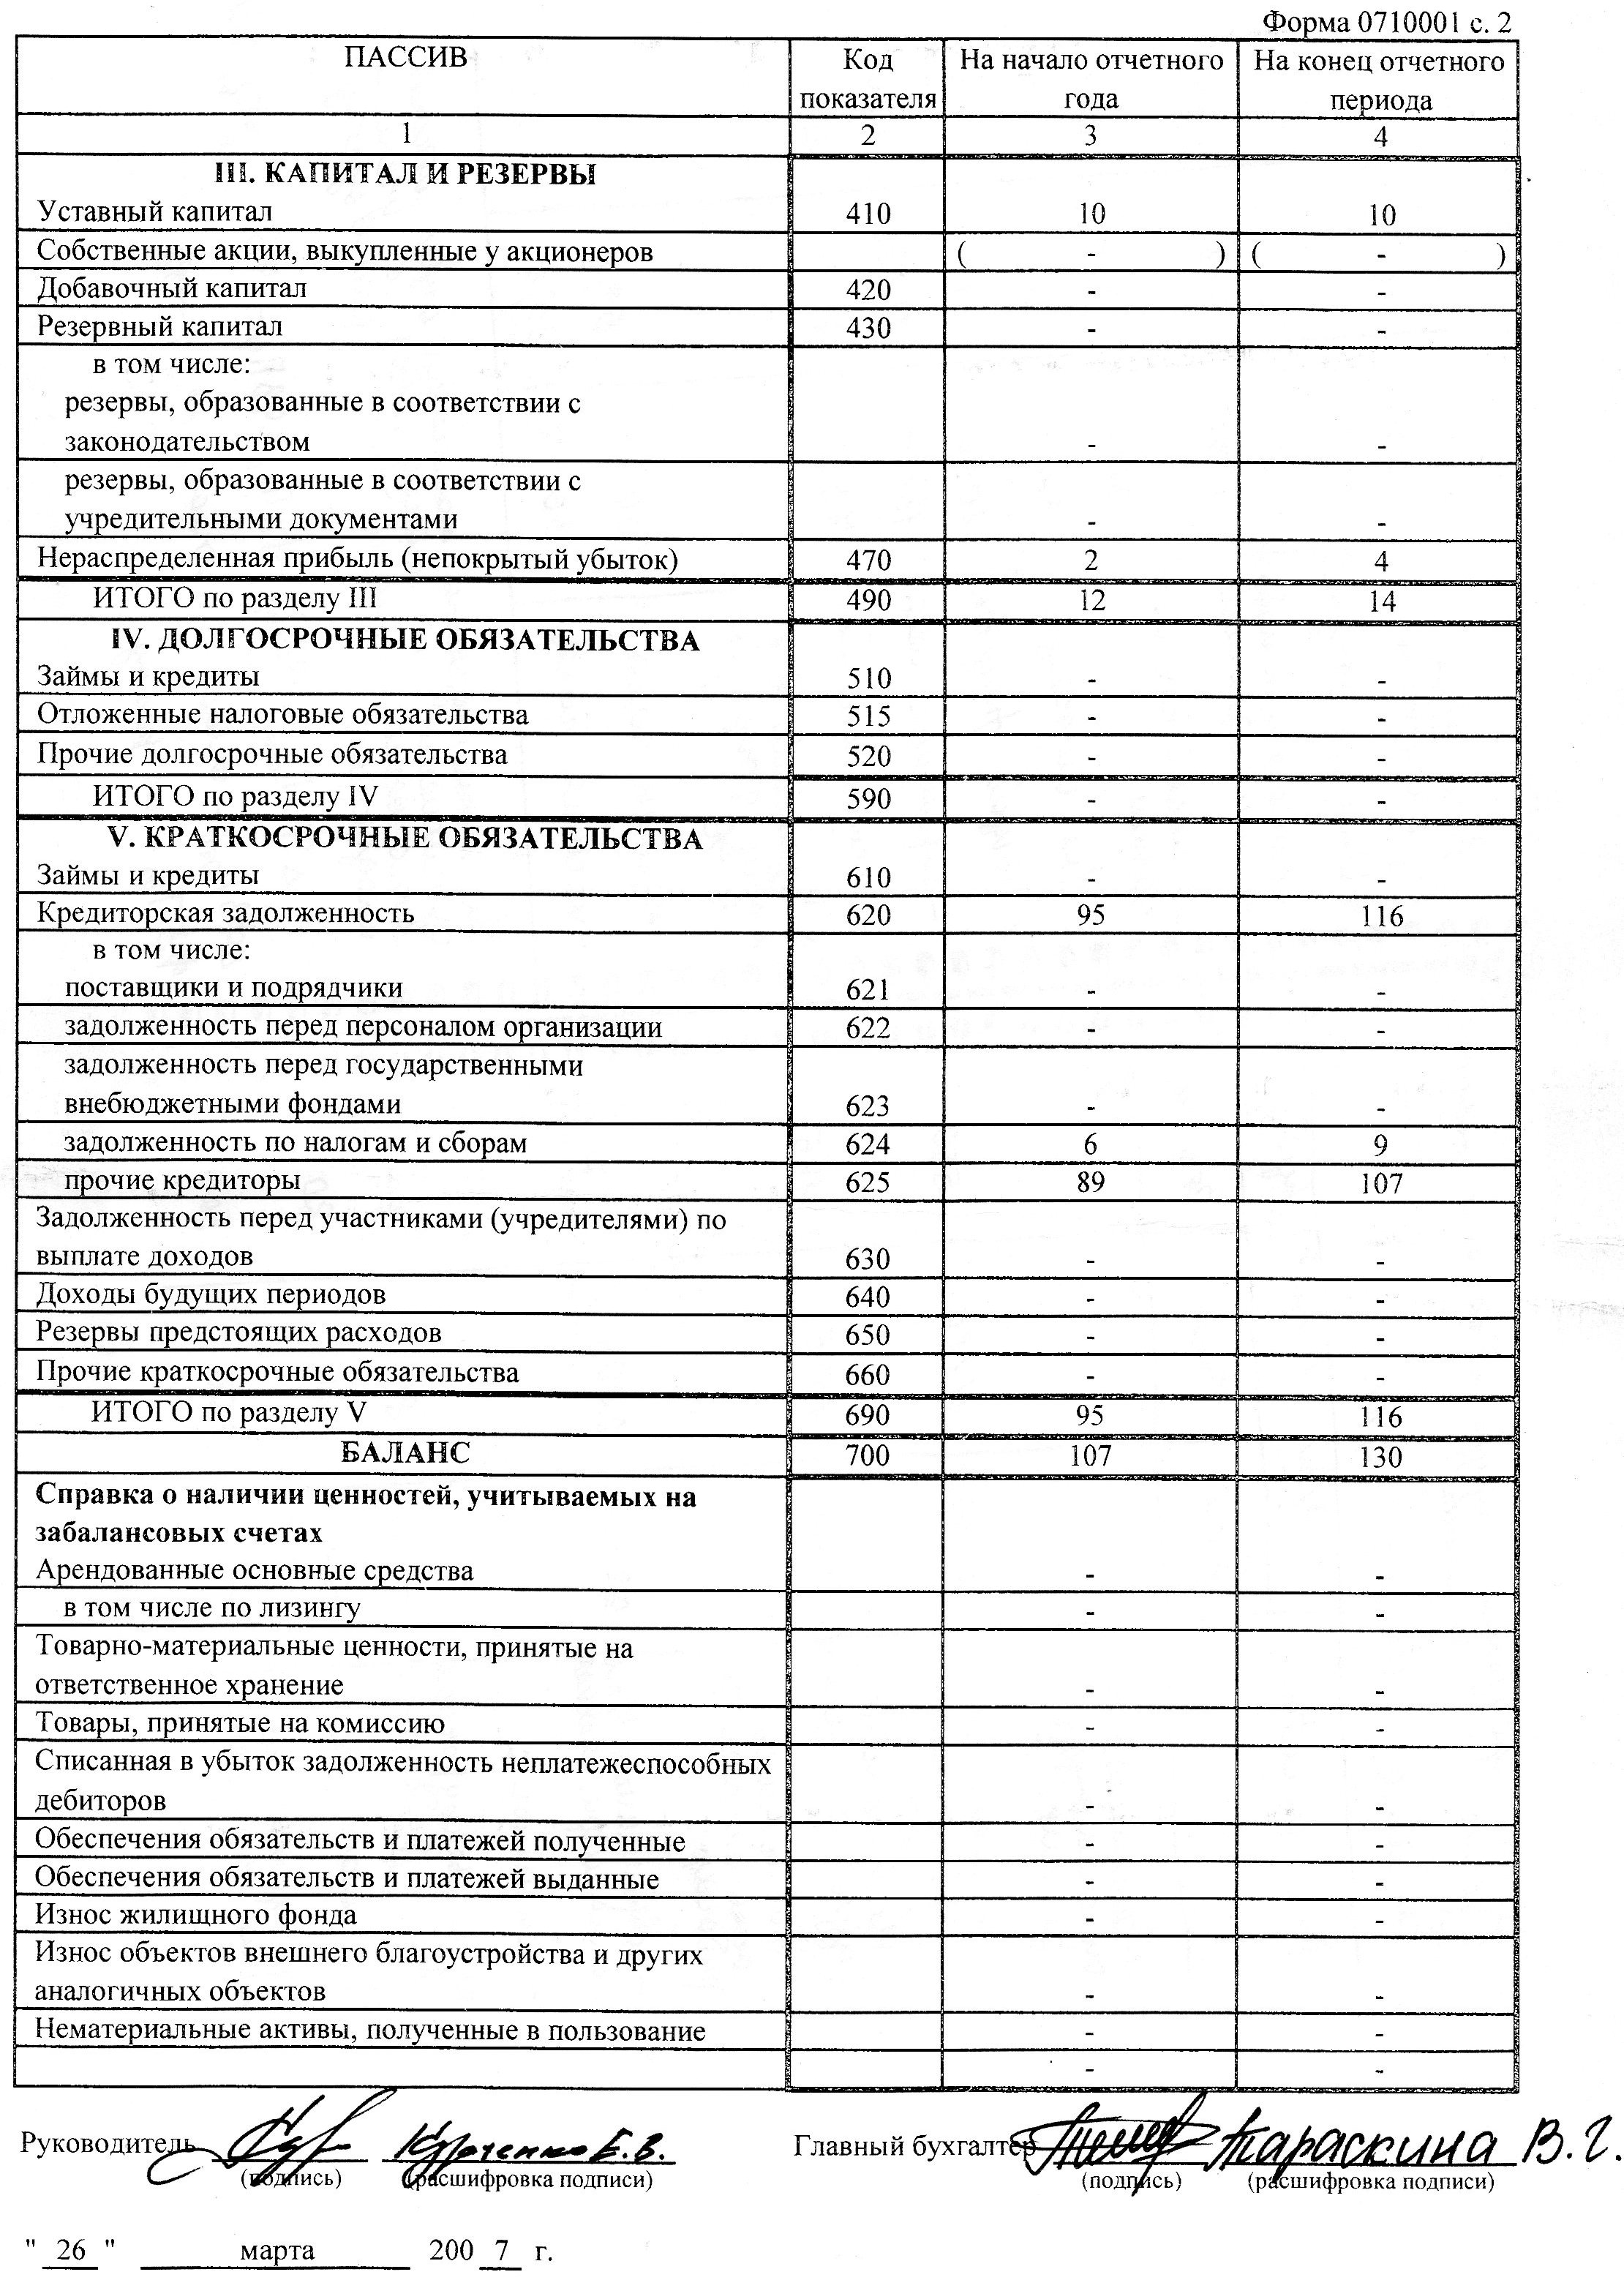 Форма 0710001 с. 2
ПАССИВ Код показателя На начало отчетного года На конец отчетного периода
1 2 3 4
III. КАПИТАЛ И РЕЗЕРВЫ
Уставный капитал 410 10 10
Собственные акции, выкупленные у акционеров ( - ) ( - )
Добавочный капитал 420 - -
Резервный капитал 430 - -
в том числе:
резервы, образованные в соответствии с
законодательством - -
резервы, образованные в соответствии с
учредительными документами - -
Нераспределенная прибыль (непокрытый убыток) 470 2 4
ИТОГО по разделу III 490 12 14
IV. ДОЛГОСРОЧНЫЕ ОБЯЗАТЕЛЬСТВА
Займы и кредиты 510 - -
Отложенные налоговые обязательства 515 - -
Прочие долгосрочные обязательства 520 - -
ИТОГО по разделу IV 590 - -
V. КРАТКОСРОЧНЫЕ ОБЯЗАТЕЛЬСТВА
Займы и кредиты 610 - -
Кредиторская задолженность 620 95 116
в том числе:
поставщики и подрядчики 621 - -
задолженность перед персоналом организации 622 - -
задолженность перед государственными
внебюджетными фондами 623 - -
задолженность по налогам и сборам 624 6 9
прочие кредиторы 625 89 107
Задолженность перед участниками (учредителями) по
выплате доходов 630 - -
Доходы будущих периодов 640 - -
Резервы предстоящих расходов 650 - -
Прочие краткосрочные обязательства 660 - -
ИТОГО по разделу V 690 95 116
БАЛАНС 700 107 130
Справка о наличии ценностей, учитываемых на
забалансовых счетах
Арендованные основные средства - -
в том числе по лизингу - -
Товарно-материальные ценности, принятые на
ответственное хранение - -
Товары, принятые на комиссию - -
Списанная в убыток задолженность неплатежеспособных
дебиторов - -
Обеспечения обязательств и платежей полученные - -
Обеспечения обязательств и платежей выданные - -
Износ жилищного фонда - -
Износ объектов внешнего благоустройства и других
аналогичных объектов - -
Нематериальные активы, полученные в пользование - -
- -
Руководитель Е.В. Главный бухгалтер Тараскина В.Г.
(подпись) (расшифровка подписи) (подпись) (расшифровка подписи)
" 26 " марта 200 7 г.